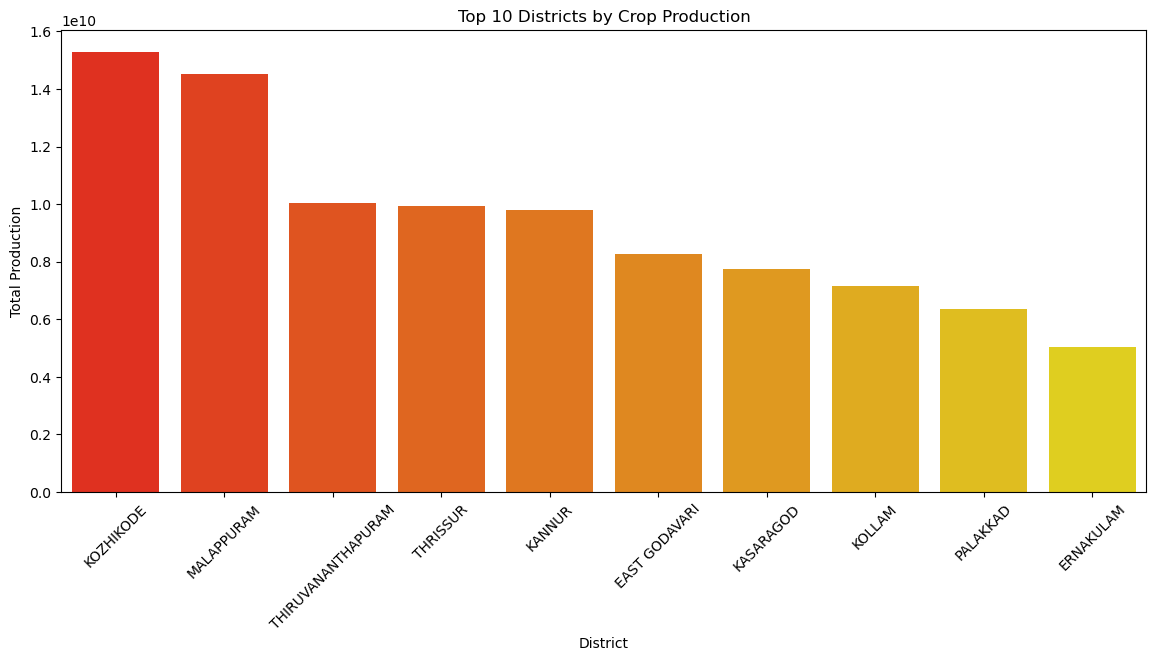 Top 10 Districts by Crop Production
1e10
1.6
1.4
1.2
1.0
0.8
0.6
0.4
0.2
0.0
Total Production
KOZHIKODE
MALAPPURAM
THIRUVANANTHAPURAM
THRISSUR
KANNUR
EAST GODAVARI
KASARAGOD
KOLLAM
PALAKKAD
ERNAKULAM
District